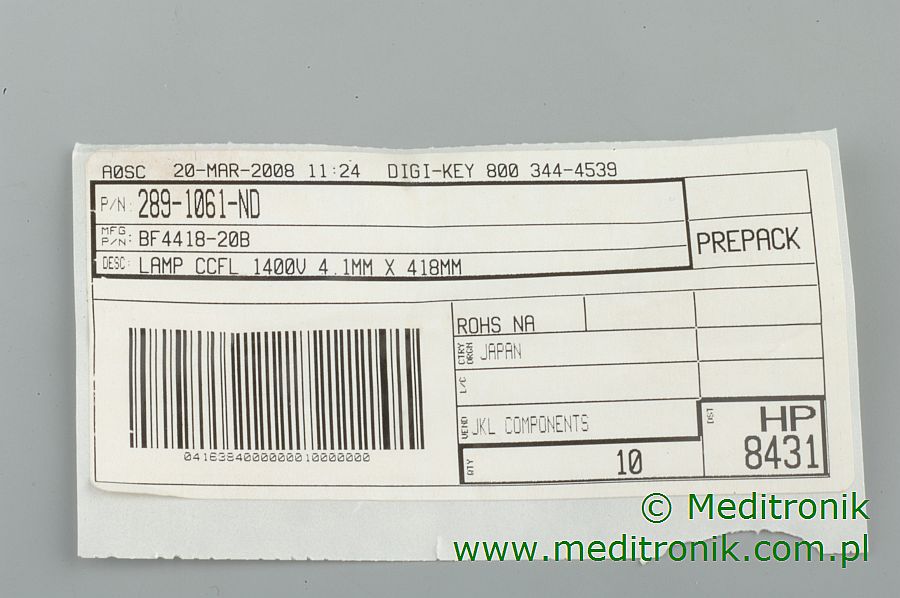 A0SC 20-MAR-2008 11:24 DIGI-KEY 800 344-4539
P/N: 289-1061-ND
MFG P/N: BF4418-20B
PREPACK
DESC: LAMP CCFL 1400V 4.1MM X 418MM
ROHS NA
CTRY ORGN JAPAN
L/C
VEND JKL COMPONENTS
DST HP
8431
QTY 10
04163840000000010000000
© Meditronik
www.meditronik.com.pl